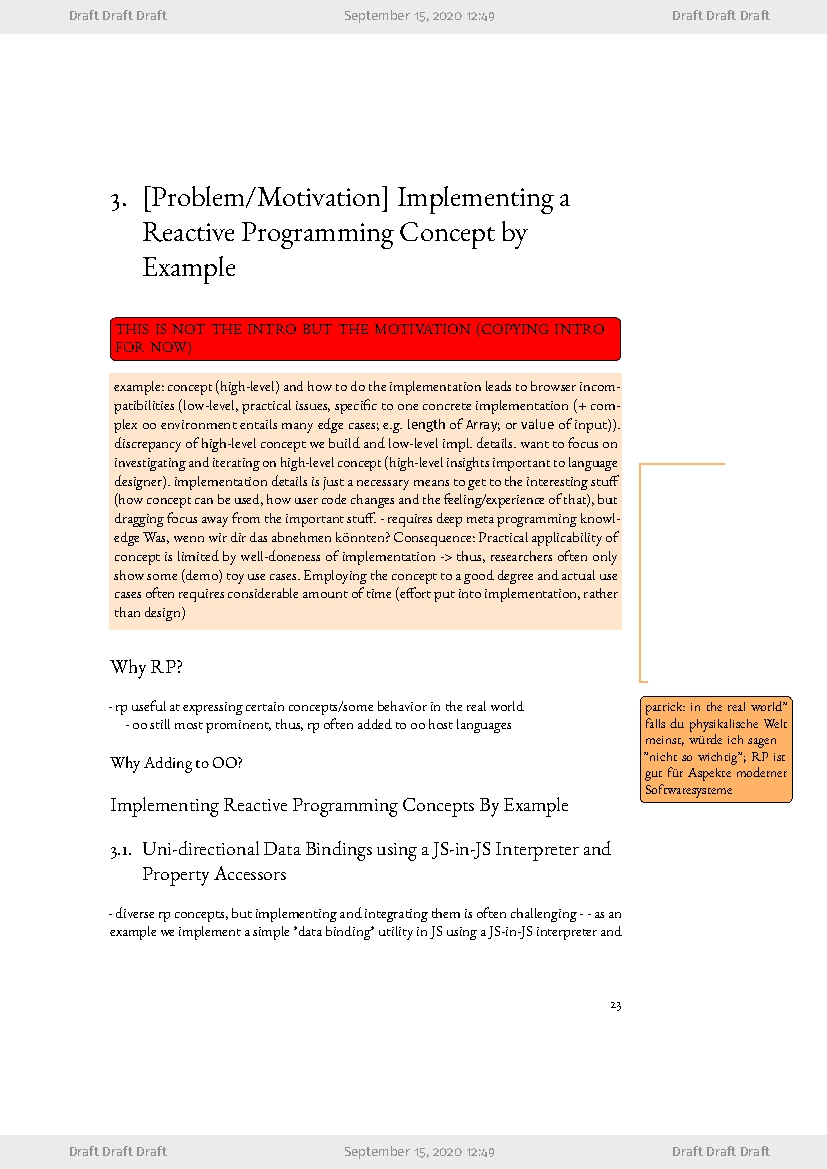 Draft Draft Draft September 15, 2020 12:49 Draft Draft Draft
3. [Problem/Motivation] Implementing a
Reactive Programming Concept by
Example
THIS IS NOT THE INTRO BUT THE MOTIVATION (COPYING INTRO
FOR NOW)
example: concept (high-level) and how to do the implementation leads to browser incom-
patibilities (low-level, practical issues, specific to one concrete implementation (+ com-
plex oo environment entails many edge cases; e.g. length of Array; or value of input)).
discrepancy of high-level concept we build and low-level impl. details. want to focus on
investigating and iterating on high-level concept (high-level insights important to language
designer). implementation details is just a necessary means to get to the interesting stuff
(how concept can be used, how user code changes and the feeling/experience of that), but
dragging focus away from the important stuff. - requires deep meta programming knowl-
edge Was, wenn wir dir das abnehmen könnten? Consequence: Practical applicability of
concept is limited by well-doneness of implementation -> thus, researchers often only
show some (demo) toy use cases. Employing the concept to a good degree and actual use
cases often requires considerable amount of time (effort put into implementation, rather
than design)
Why RP?
- rp useful at expressing certain concepts/some behavior in the real world
- oo still most prominent, thus, rp often added to oo host languages
patrick: in the real world"
falls du physikalische Welt
meinst, würde ich sagen
"nicht so wichtig"; RP ist
gut für Aspekte moderner
Softwaresysteme
Why Adding to OO?
Implementing Reactive Programming Concepts By Example
3.1. Uni-directional Data Bindings using a JS-in-JS Interpreter and
Property Accessors
- diverse rp concepts, but implementing and integrating them is often challenging - - as an
example we implement a simple "data binding" utility in JS using a JS-in-JS interpreter and
23
Draft Draft Draft September 15, 2020 12:49 Draft Draft Draft